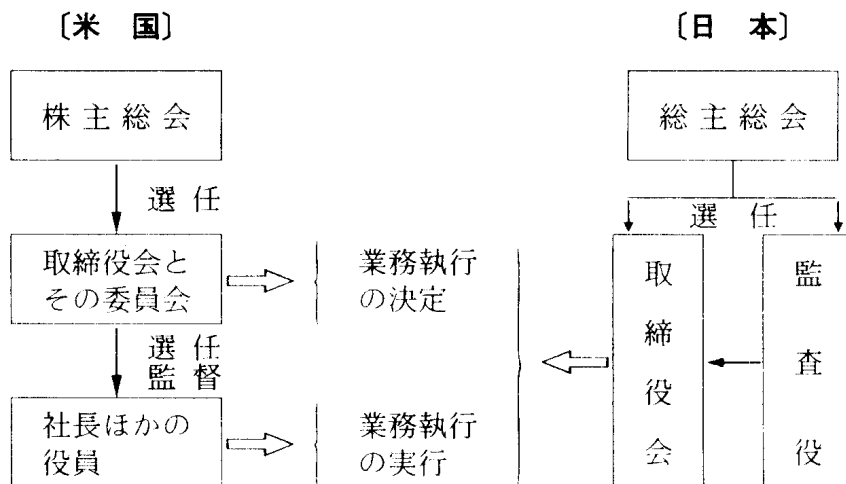 〔米 国〕
株主総会
選任
取締役会と
その委員会
選任
監督
社長ほかの
役員
業務執行
の決定
業務執行
の実行
〔日 本〕
総主総会
選 任
取締役会
監査役